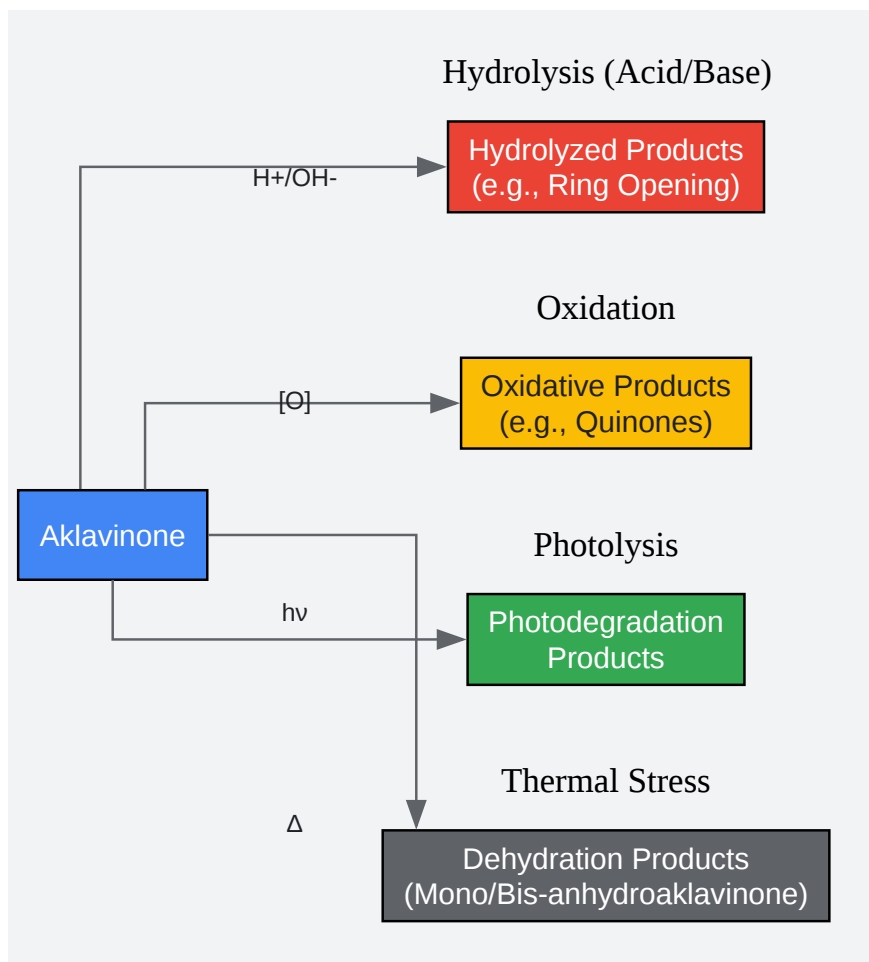 Hydrolysis (Acid/Base)
Hydrolyzed Products
(e.g., Ring Opening)
H+/OH-
Oxidation
Oxidative Products
(e.g., Quinones)
[O]
Aklavinone
Photolysis
hν
Photodegradation
Products
Thermal Stress
Δ
Dehydration Products
(Mono/Bis-anhydroaklavinone)